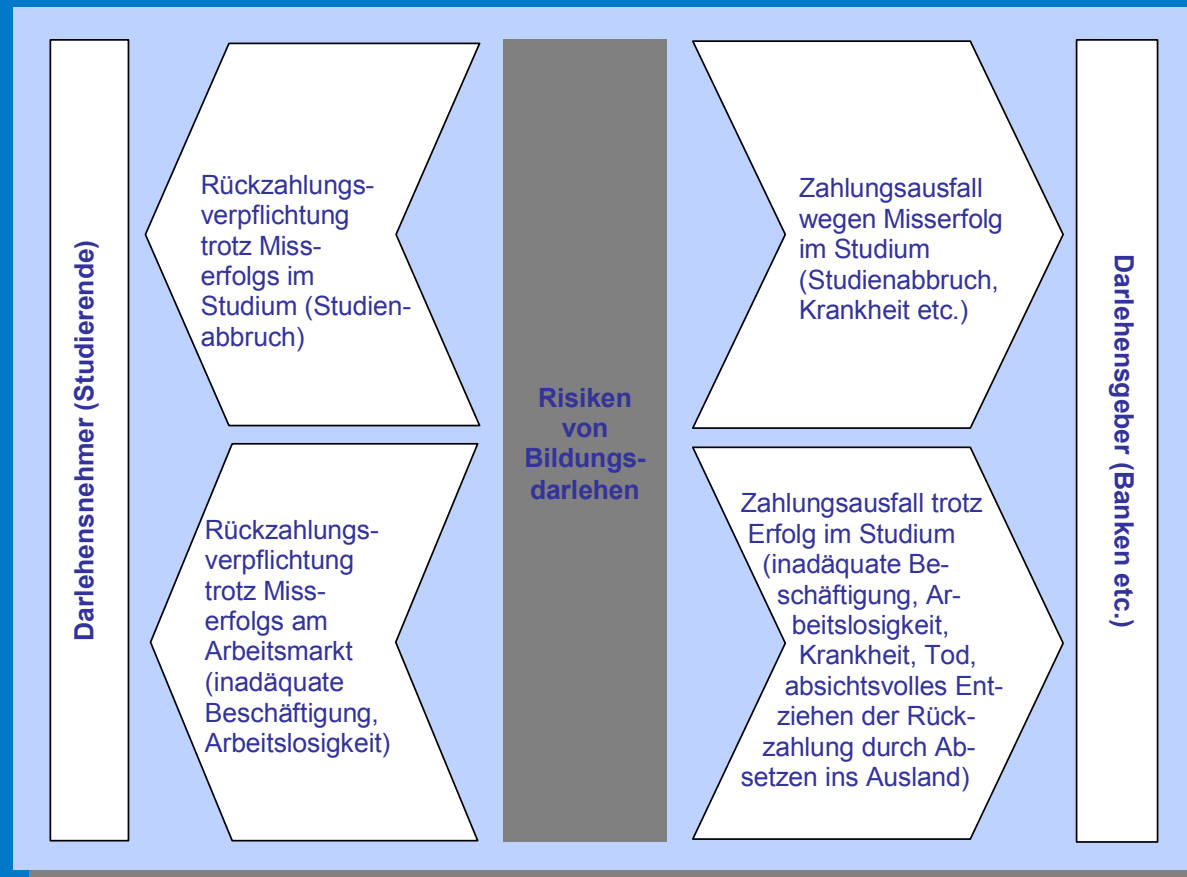 Darlehensnehmer (Studierende)
Rückzahlungs-
verpflichtung
trotz Miss-
erfolgs im
Studium (Studien-
abbruch)
Rückzahlungs-
verpflichtung
trotz Miss-
erfolgs am
Arbeitsmarkt
(inadäquate
Beschäftigung,
Arbeitslosigkeit)
Risiken
von
Bildungs-
darlehen
Zahlungsausfall
wegen Misserfolg
im Studium
(Studienabbruch,
Krankheit etc.)
Zahlungsausfall trotz
Erfolg im Studium
(inadäquate Be-
schäftigung, Ar-
beitslosigkeit,
Krankheit, Tod,
absichtsvolles Ent-
ziehen der Rück-
zahlung durch Ab-
setzen ins Ausland)
Darlehensgeber (Banken etc.)